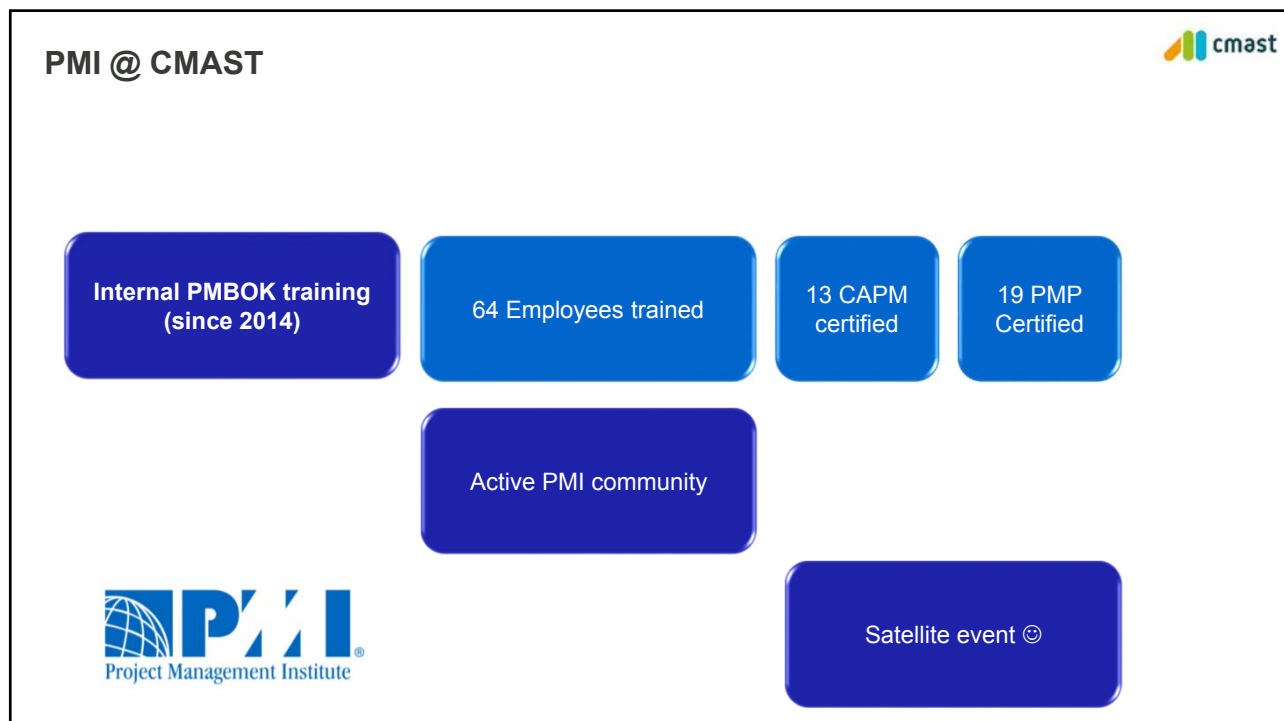 PMI @ CMAST
cmast
Internal PMBOK training
(since 2014)
64 Employees trained
13 CAPM
certified
19 PMP
Certified
Active PMI community
Satellite event ☺
PMI®
Project Management Institute